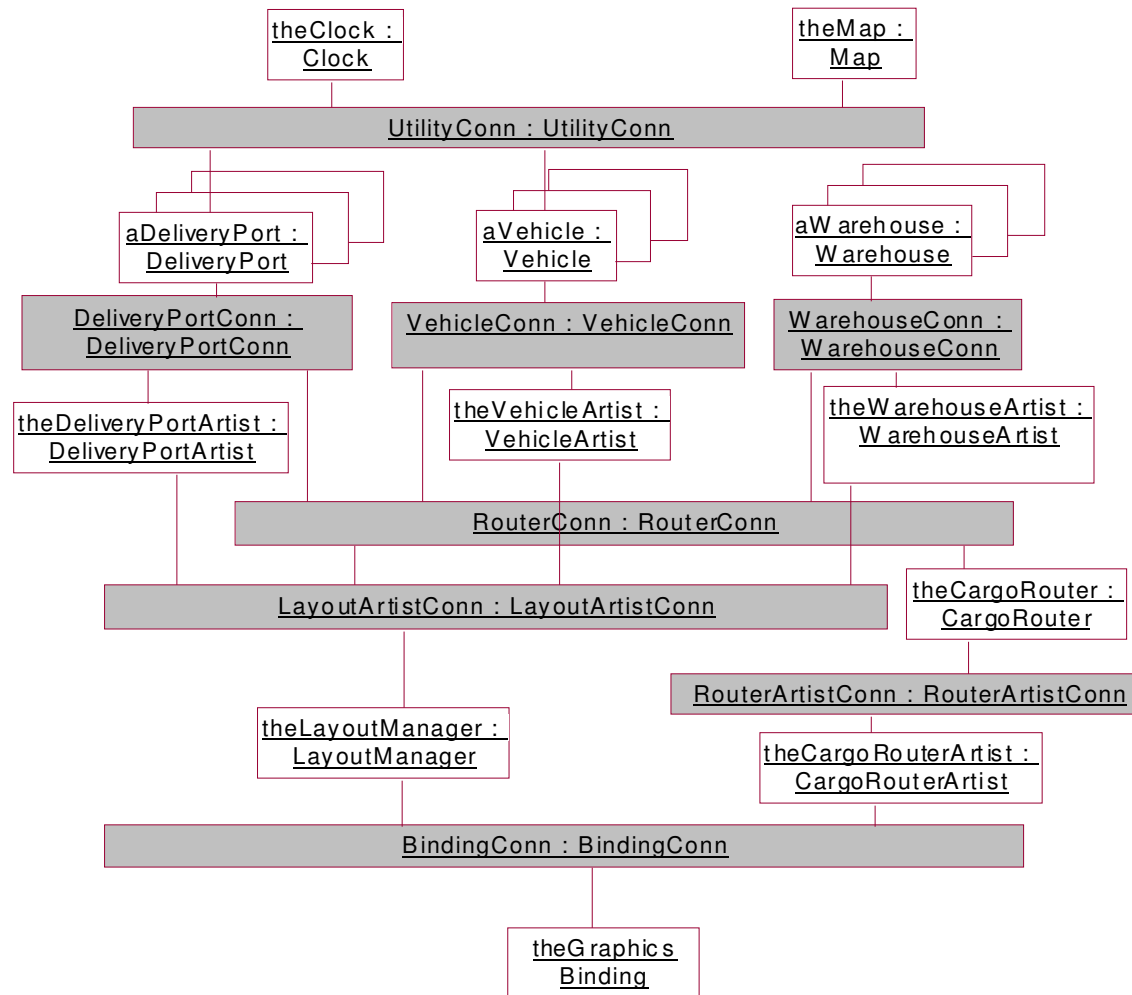 theClock :
Clock
theMap :
Map
UtilityConn : UtilityConn
aDeliveryPort :
DeliveryPort
aVehicle :
Vehicle
aWarehouse :
Warehouse
DeliveryPortConn :
DeliveryPortConn
VehicleConn : VehicleConn
WarehouseConn :
WarehouseConn
theDeliveryPortArtist :
DeliveryPortArtist
theVehicleArtist :
VehicleArtist
theWarehouseArtist :
WarehouseArtist
RouterConn : RouterConn
LayoutArtistConn : LayoutArtistConn
theCargoRouter :
CargoRouter
RouterArtistConn : RouterArtistConn
theLayoutManager :
LayoutManager
theCargoRouterArtist :
CargoRouterArtist
BindingConn : BindingConn
theGraphics
Binding